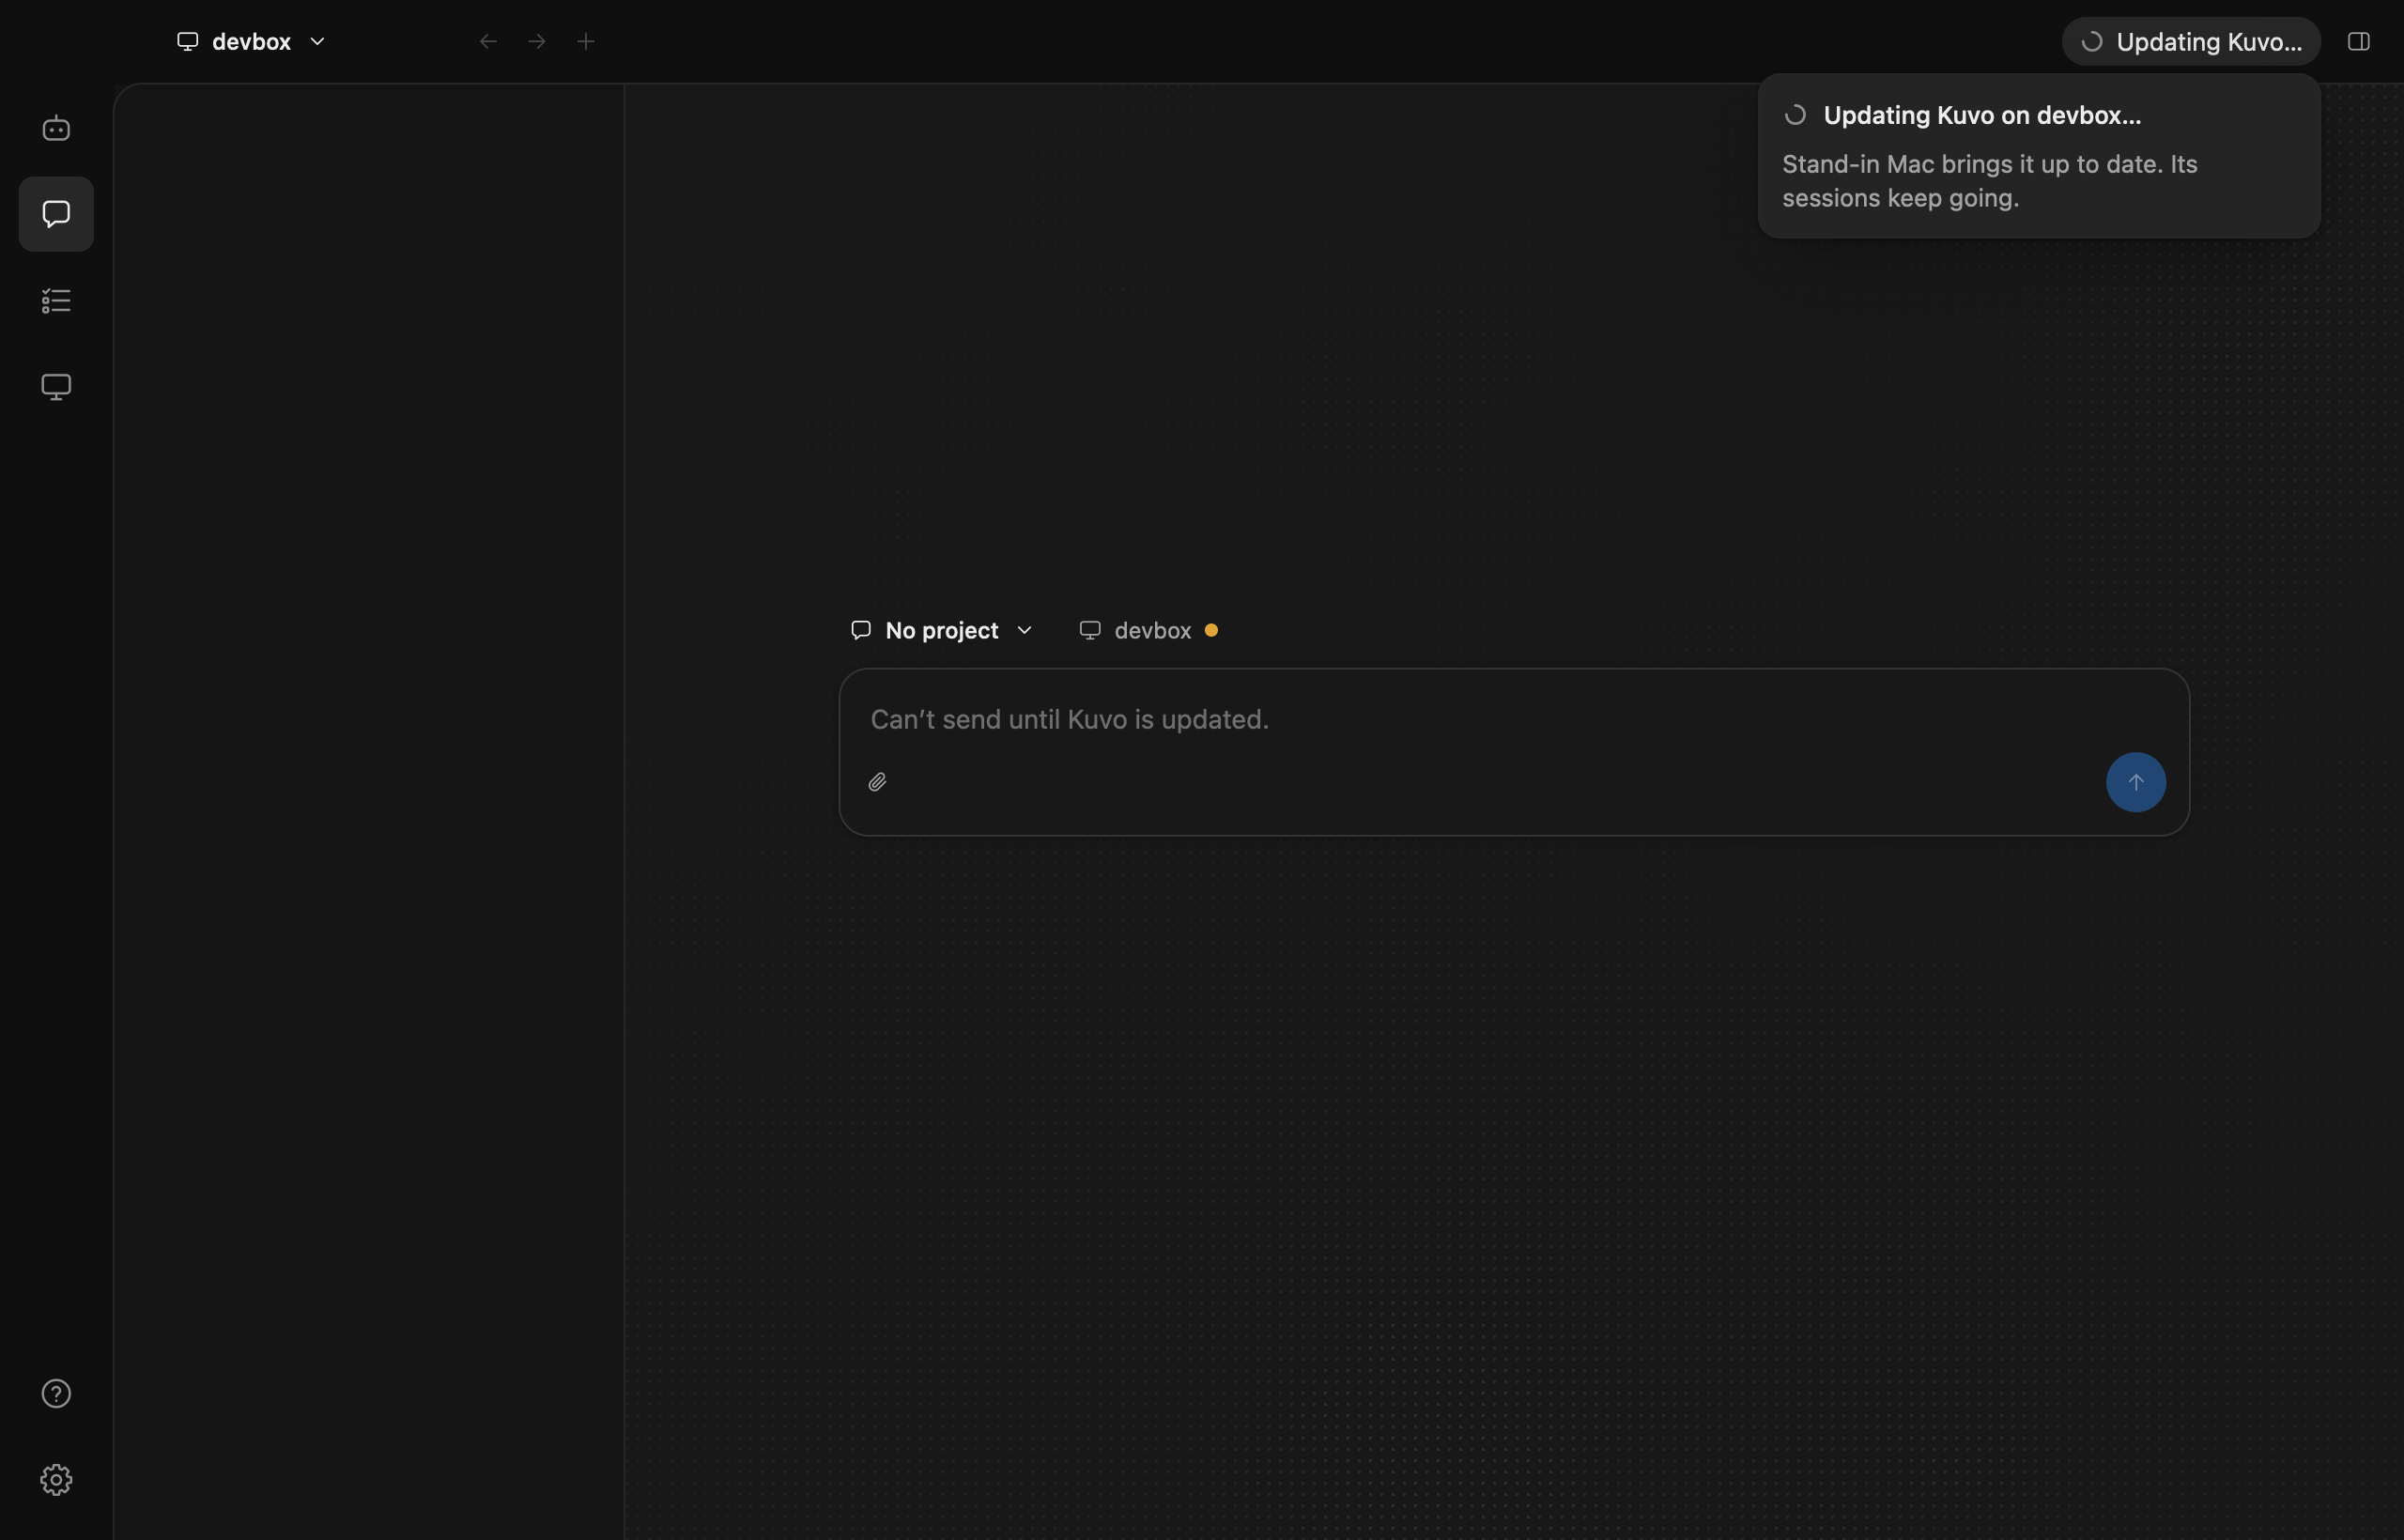 devbox
Updating Kuvo...
Updating Kuvo on devbox...
Stand-in Mac brings it up to date. Its
sessions keep going.
No project
devbox
Can’t send until Kuvo is updated.